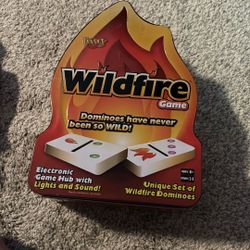 Wildfire
Game
Dominoes have never
been so WILD!
Electronic
Game Hub with
Lights and Sound!
Unique Set of
Wildfire Dominoes